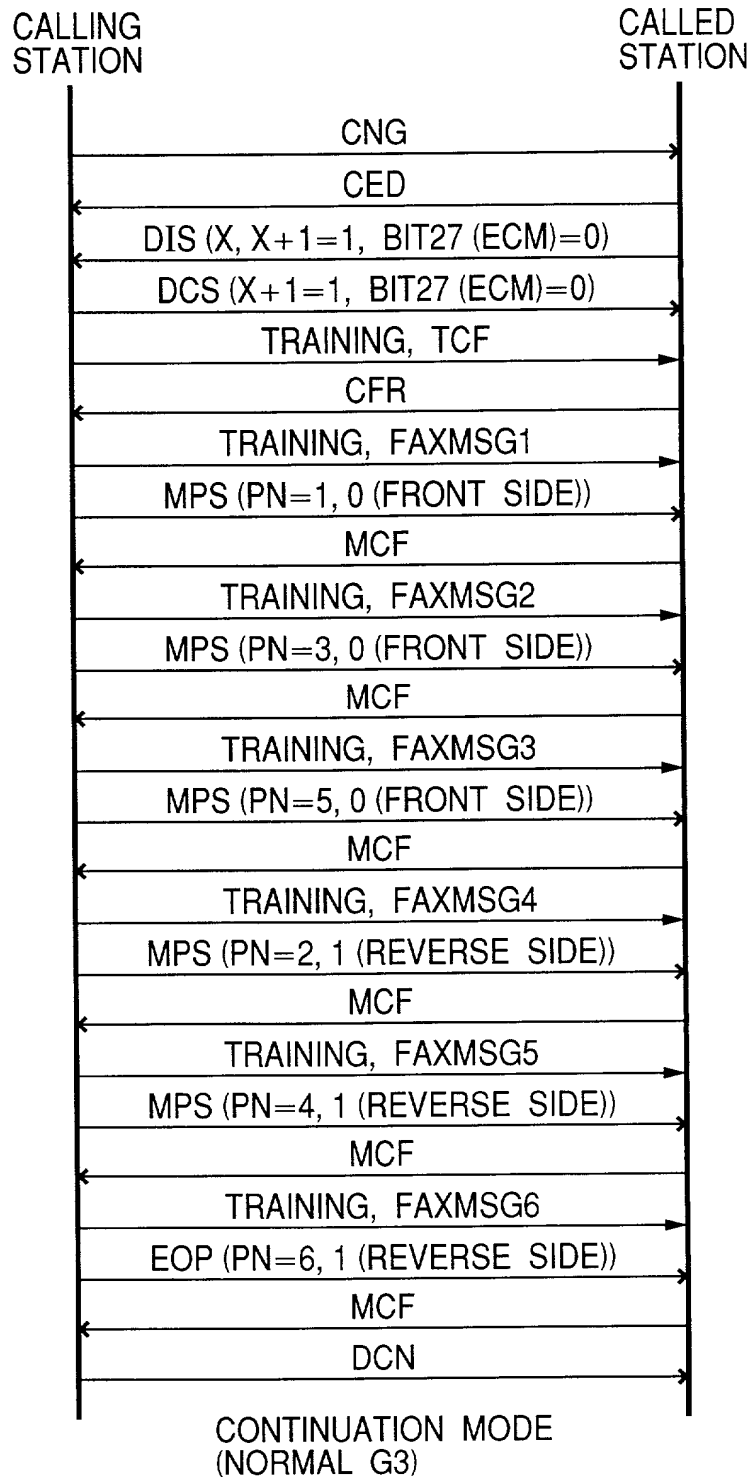 CALLING
STATION
CALLED
STATION
CNG
CED
DIS (X, X+1=1, BIT27 (ECM)=0)
DCS (X+1=1, BIT27 (ECM)=0)
TRAINING, TCF
CFR
TRAINING, FAXMSG1
MPS (PN=1, 0 (FRONT SIDE))
MCF
TRAINING, FAXMSG2
MPS (PN=3, 0 (FRONT SIDE))
MCF
TRAINING, FAXMSG3
MPS (PN=5, 0 (FRONT SIDE))
MCF
TRAINING, FAXMSG4
MPS (PN=2, 1 (REVERSE SIDE))
MCF
TRAINING, FAXMSG5
MPS (PN=4, 1 (REVERSE SIDE))
MCF
TRAINING, FAXMSG6
EOP (PN=6, 1 (REVERSE SIDE))
MCF
DCN
CONTINUATION MODE
(NORMAL G3)